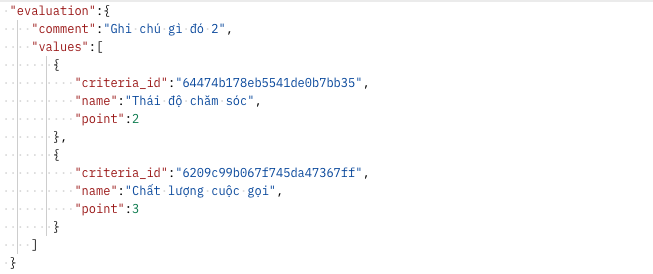 "evaluation":{
"comment":"Ghi chú gì đó 2",
"values":[
{
"criteria_id":"64474b178eb5541de0b7bb35",
"name":"Thái độ chăm sóc",
"point":2
},
{
"criteria_id":"6209c99b067f745da47367ff",
"name":"Chất lượng cuộc gọi",
"point":3
}
]
}